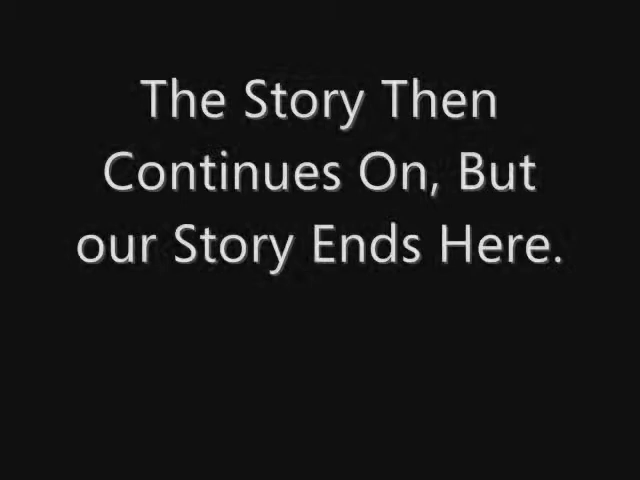 The Story Then
Continues On, But
our Story Ends Here.